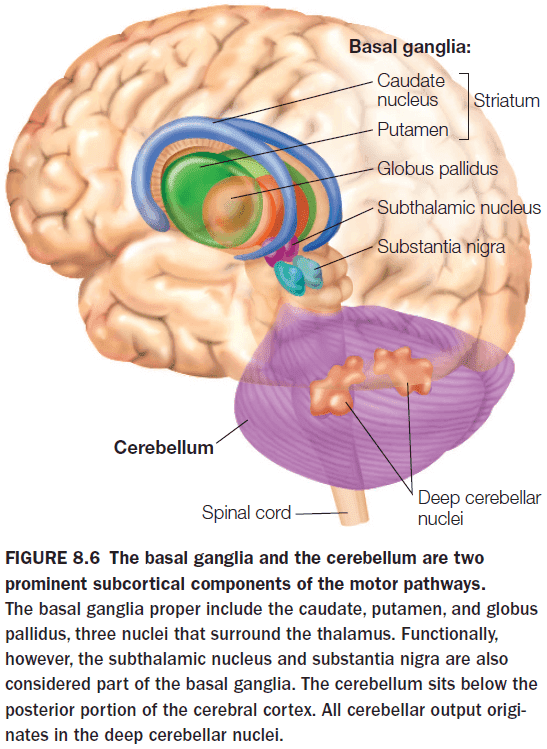 Basal ganglia:
Caudate
nucleus
Striatum
Putamen
Globus pallidus
Subthalamic nucleus
Substantia nigra
Cerebellum
Spinal cord
Deep cerebellar
nuclei
FIGURE 8.6 The basal ganglia and the cerebellum are two
prominent subcortical components of the motor pathways.
The basal ganglia proper include the caudate, putamen, and globus
pallidus, three nuclei that surround the thalamus. Functionally,
however, the subthalamic nucleus and substantia nigra are also
considered part of the basal ganglia. The cerebellum sits below the
posterior portion of the cerebral cortex. All cerebellar output origi-
nates in the deep cerebellar nuclei.